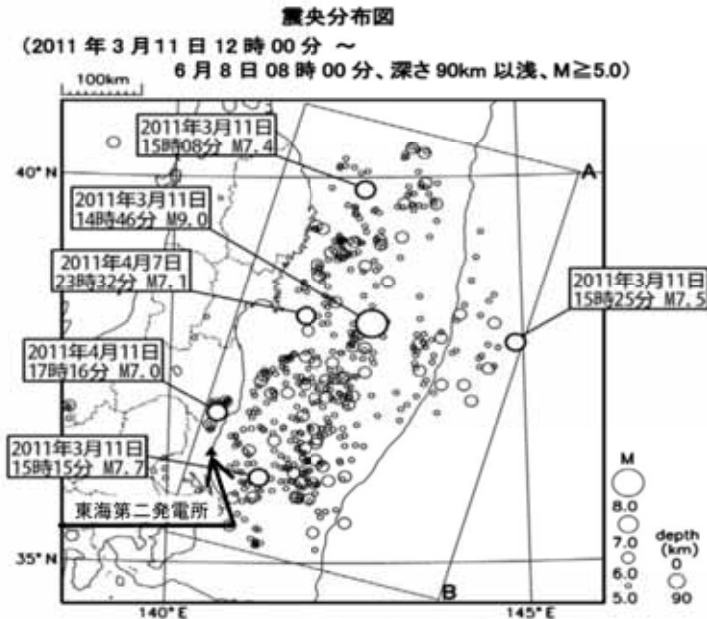 震央分布図
(2011 年 3 月 11 日 12 時 00 分 ～
6 月 8 日 08 時 00 分、深さ 90km 以浅、M≧5.0)
100km
2011年3月11日
15時08分 M7.4
40°N
A
2011年3月11日
14時46分 M9.0
2011年4月7日
23時32分 M7.1
2011年3月11日
15時25分 M7.5
2011年4月11日
17時16分 M7.0
2011年3月11日
15時15分 M7.7
東海第二発電所
M
8.0
7.0
6.0
5.0
depth
(km)
0
90
35°N
B
140°E
145°E